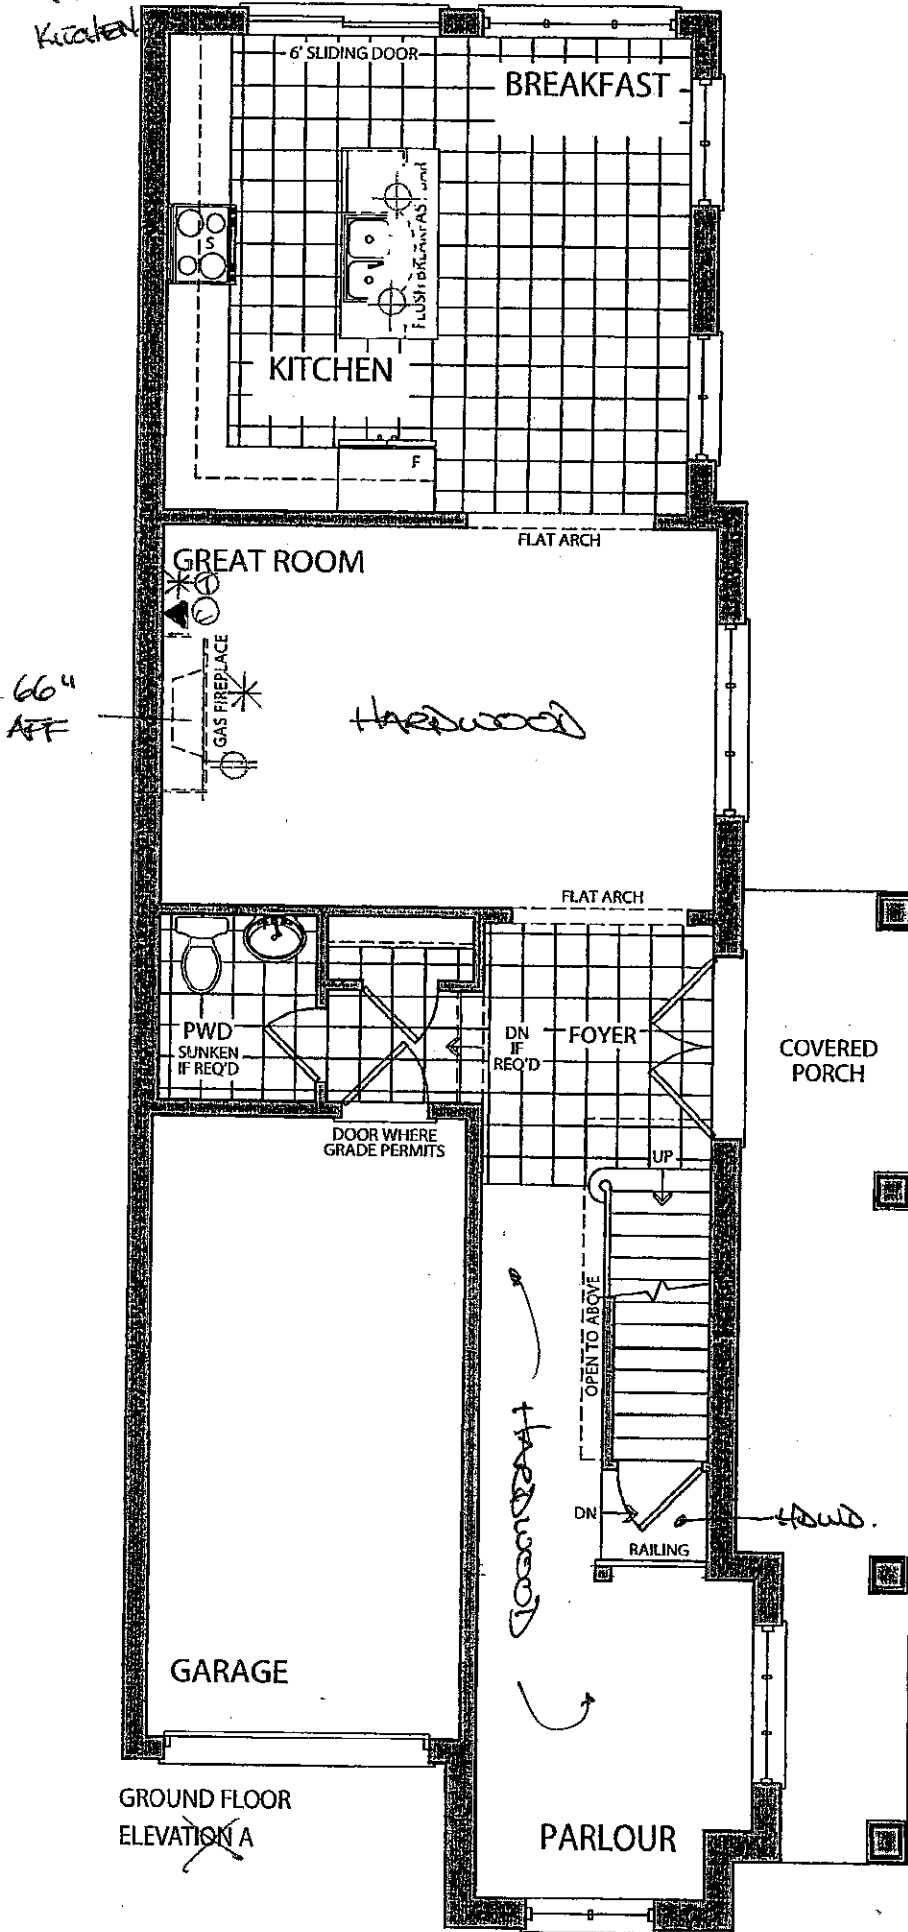 KITCHEN
6' SLIDING DOOR
BREAKFAST
S
FLUSH BREAKFAST
KITCHEN
F
FLAT ARCH
GREAT ROOM
GAS FIREPLACE
66"
AFF
HARDWOOD
FLAT ARCH
PWD
SUNKEN
IF REQ'D
DN
IF
REQ'D
FOYER
COVERED
PORCH
DOOR WHERE
GRADE PERMITS
UP
OPEN TO ABOVE
HARDWOOD
DN
HDWD.
RAILING
GARAGE
GROUND FLOOR
ELEVATION A
PARLOUR